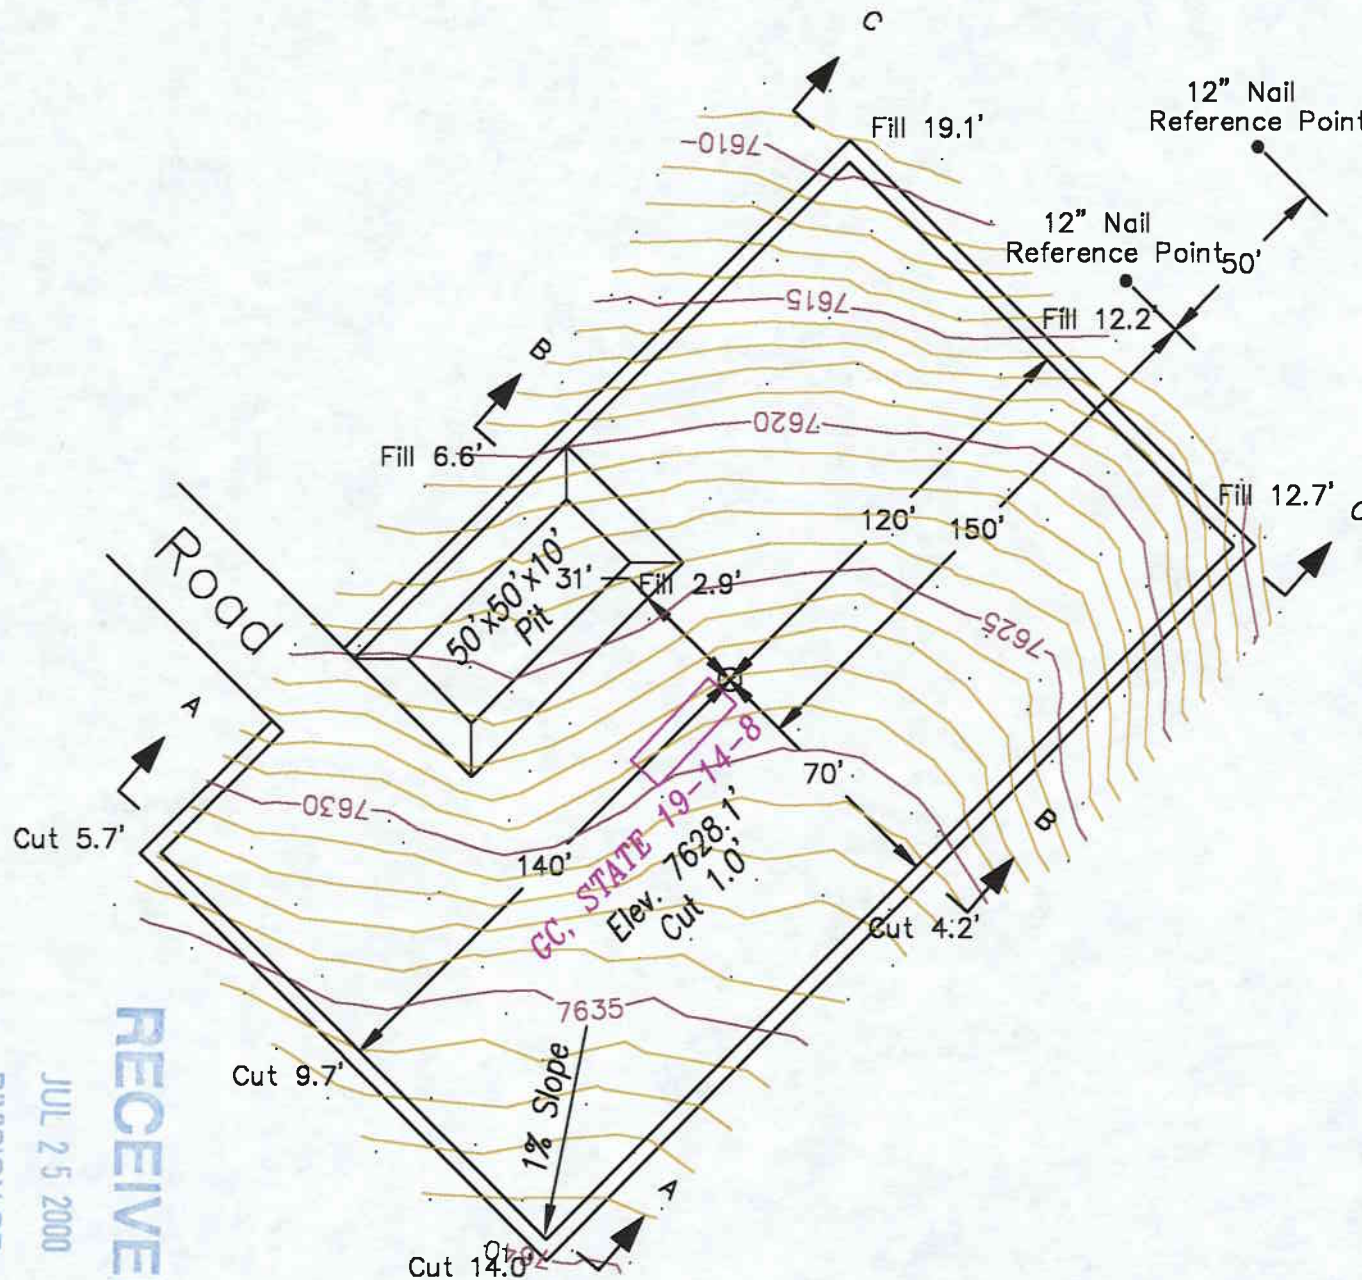 C
12" Nail
Reference Point
Fill 19.1'
7610
12" Nail
Reference Point
50'
7615
Fill 12.2'
B
7620
Fill 6.6'
Fill 12.7'
120'
150'
Road
50'x50'x10'
Pit
31'
Fill 2.9'
7625
A
GC, STATE 19-14-8
Elev. 7628.1'
Cut 1.0'
70'
7630
B
Cut 5.7'
140'
Cut 4.2'
7635
Cut 9.7'
1% Slope
A
Cut 14.0'
RECEIVE
JUL 25 2000